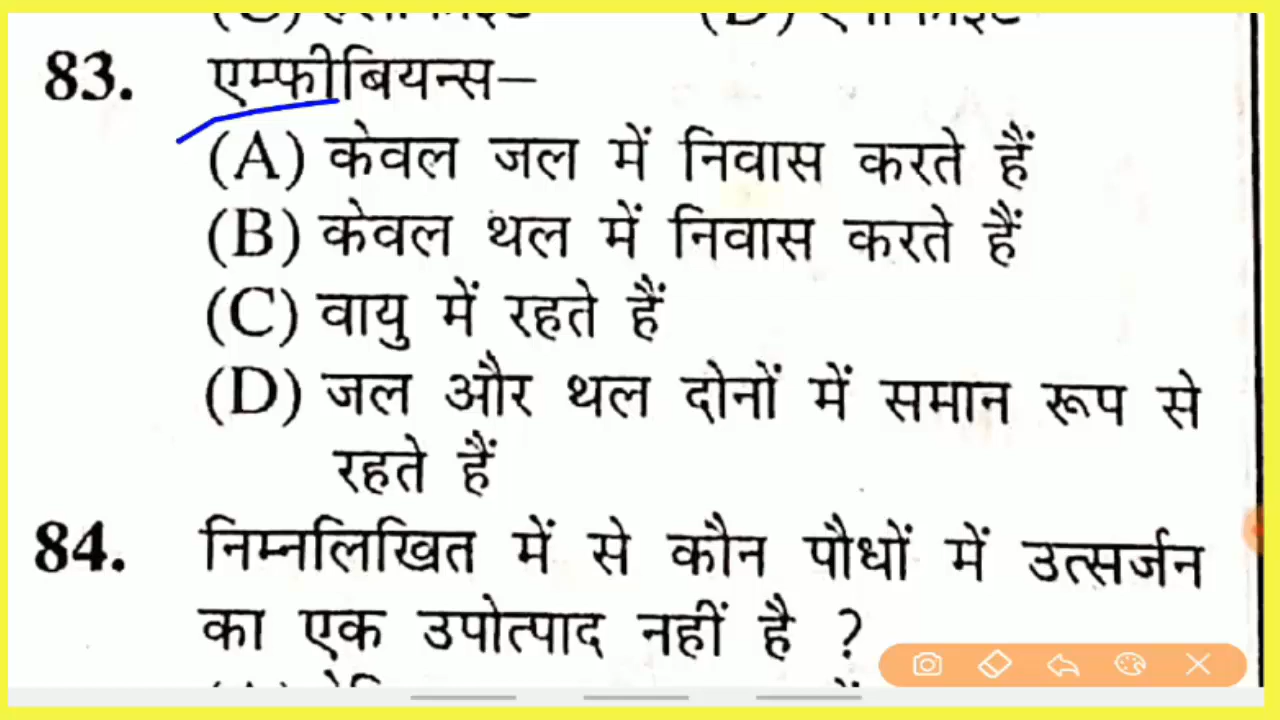 83. एम्फीबियन्स–
(A) केवल जल में निवास करते हैं
(B) केवल थल में निवास करते हैं
(C) वायु में रहते हैं
(D) जल और थल दोनों में समान रूप से
रहते हैं
84. निम्नलिखित में से कौन पौधों में उत्सर्जन
का एक उपोत्पाद नहीं है ?